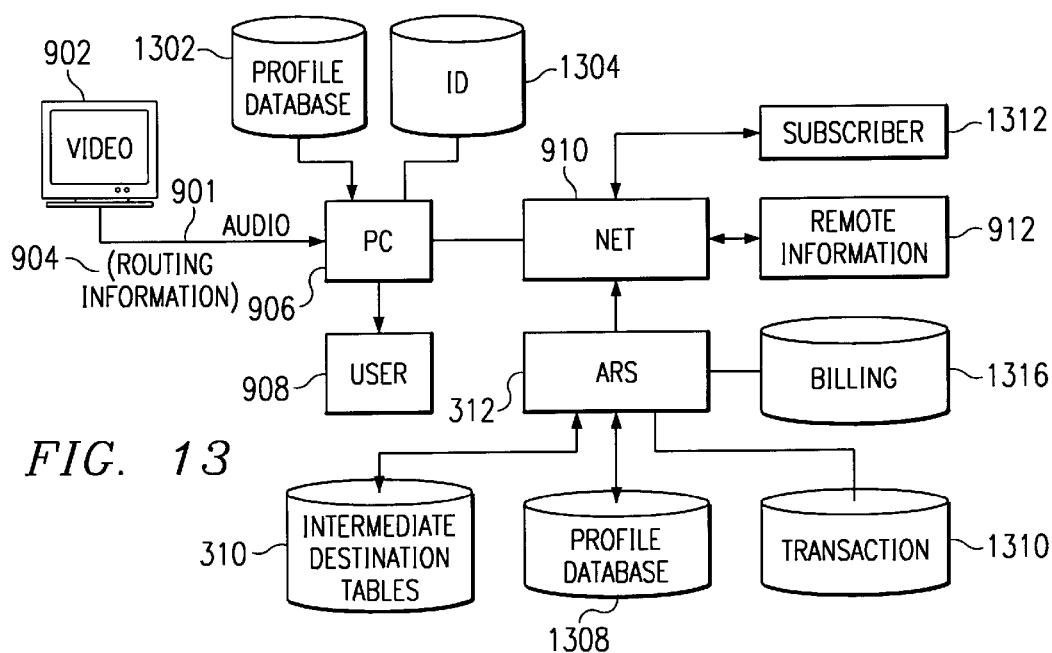 902
VIDEO
1302
PROFILE
DATABASE
ID
1304
901
AUDIO
904
(ROUTING
INFORMATION)
PC
906
910
NET
SUBSCRIBER
1312
REMOTE
INFORMATION
912
908
USER
312
ARS
BILLING
1316
FIG. 13
310
INTERMEDIATE
DESTINATION
TABLES
PROFILE
DATABASE
1308
TRANSACTION
1310